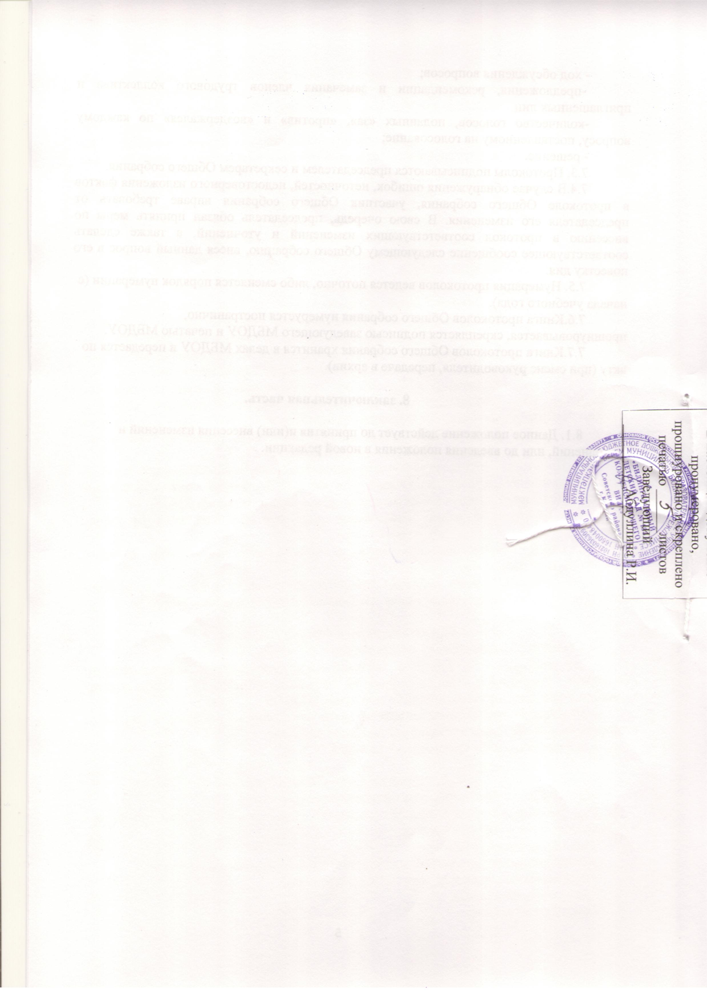 - ход обсуждения вопросов;
-предложения, рекомендации и замечания членов трудового коллектива и
приглашенных лиц
-количество голосов, поданных «за», «против» и «воздержался» по каждому
вопросу, поставленному на голосование;
- решение.
7.3. Протоколы подписываются председателем и секретарем Общего собрания.
7.4.В случае обнаружения ошибок, неточностей, недостоверного изложения фактов
в протоколе Общего собрания, участник Общего собрания вправе требовать от
председателя его изменения. В свою очередь, председатель обязан принять меры по
внесению в протокол соответствующих изменений и уточнений, а также сделать
соответствующее сообщение следующему Общего собранию, внеся данный вопрос в его
повестку дня
7.5. Нумерация протоколов ведется поточно, либо сменяется порядок нумерации (с
начала учебного года).
7.6.Книга протоколов Общего собрания нумеруется постранично,
прошнуровывается, скрепляется подписью заведующего МБДОУ и печатью МБДОУ
7.7.Книга протоколов Общего собрания хранится в делах МБДОУ и передается по
акту (при смене руководителя, передаче в архив)
8. заключительная часть.
8.1. Данное положение действует до принятия и(или) внесения изменений и
или до введения положения в новой редакции
5
пронумеровано,
прошнуровано и скреплено
печатью 5 листов
Заведующий
Абдуллина Р.И.
ДЕТСКИЙ САД